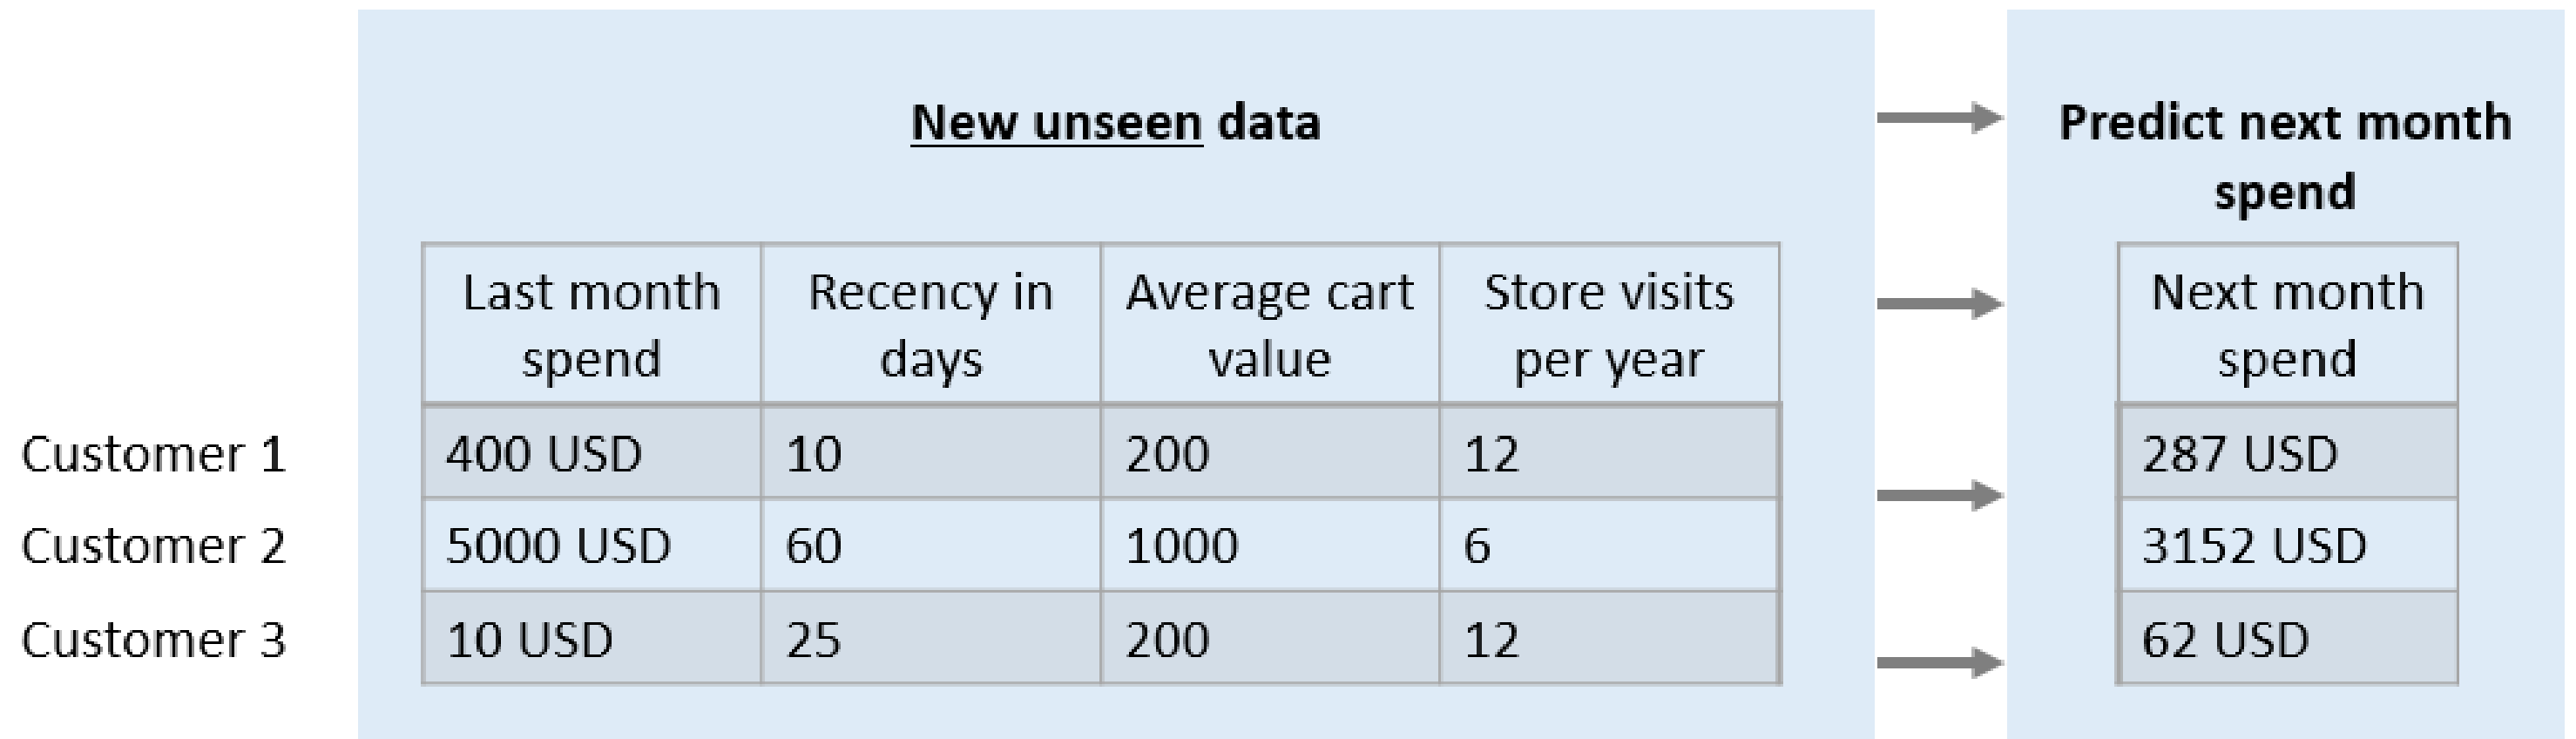 New unseen data
Predict next month
spend
Last month
spend
Recency in
days
Average cart
value
Store visits
per year
Next month
spend
Customer 1
400 USD
10
200
12
287 USD
Customer 2
5000 USD
60
1000
6
3152 USD
Customer 3
10 USD
25
200
12
62 USD